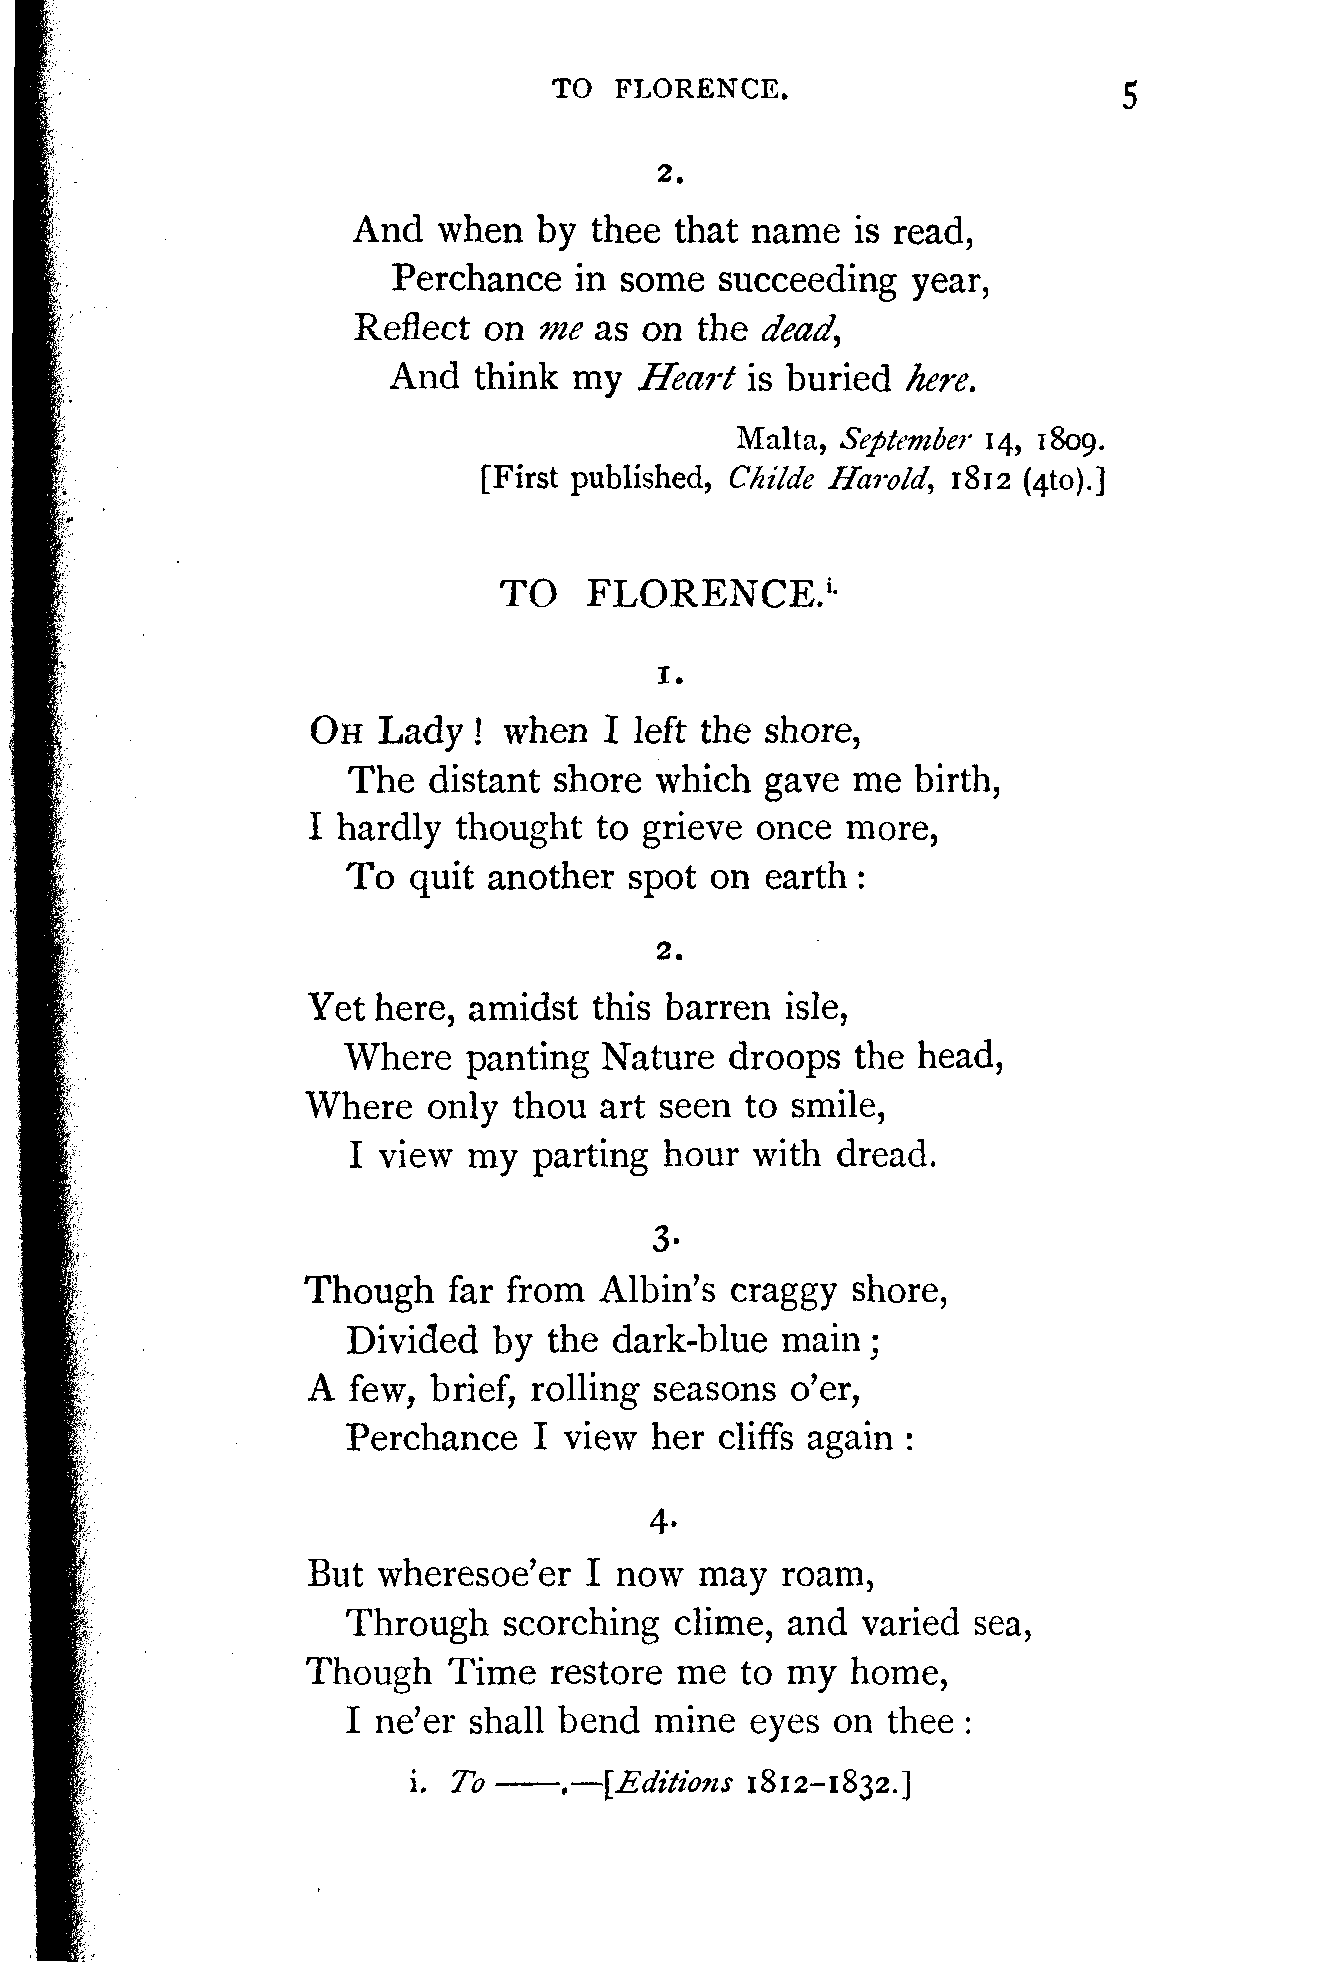 TO FLORENCE. 5
2.
And when by thee that name is read,
Perchance in some succeeding year,
Reflect on me as on the dead,
And think my Heart is buried here.
Malta, September 14, 1809.
[First published, Childe Harold, 1812 (4to).]
TO FLORENCE.i.
1.
OH Lady! when I left the shore,
The distant shore which gave me birth,
I hardly thought to grieve once more,
To quit another spot on earth:
2.
Yet here, amidst this barren isle,
Where panting Nature droops the head,
Where only thou art seen to smile,
I view my parting hour with dread.
3.
Though far from Albin's craggy shore,
Divided by the dark-blue main;
A few, brief, rolling seasons o'er,
Perchance I view her cliffs again:
4.
But wheresoe'er I now may roam,
Through scorching clime, and varied sea,
Though Time restore me to my home,
I ne'er shall bend mine eyes on thee:
i. To ——.—[Editions 1812-1832.]